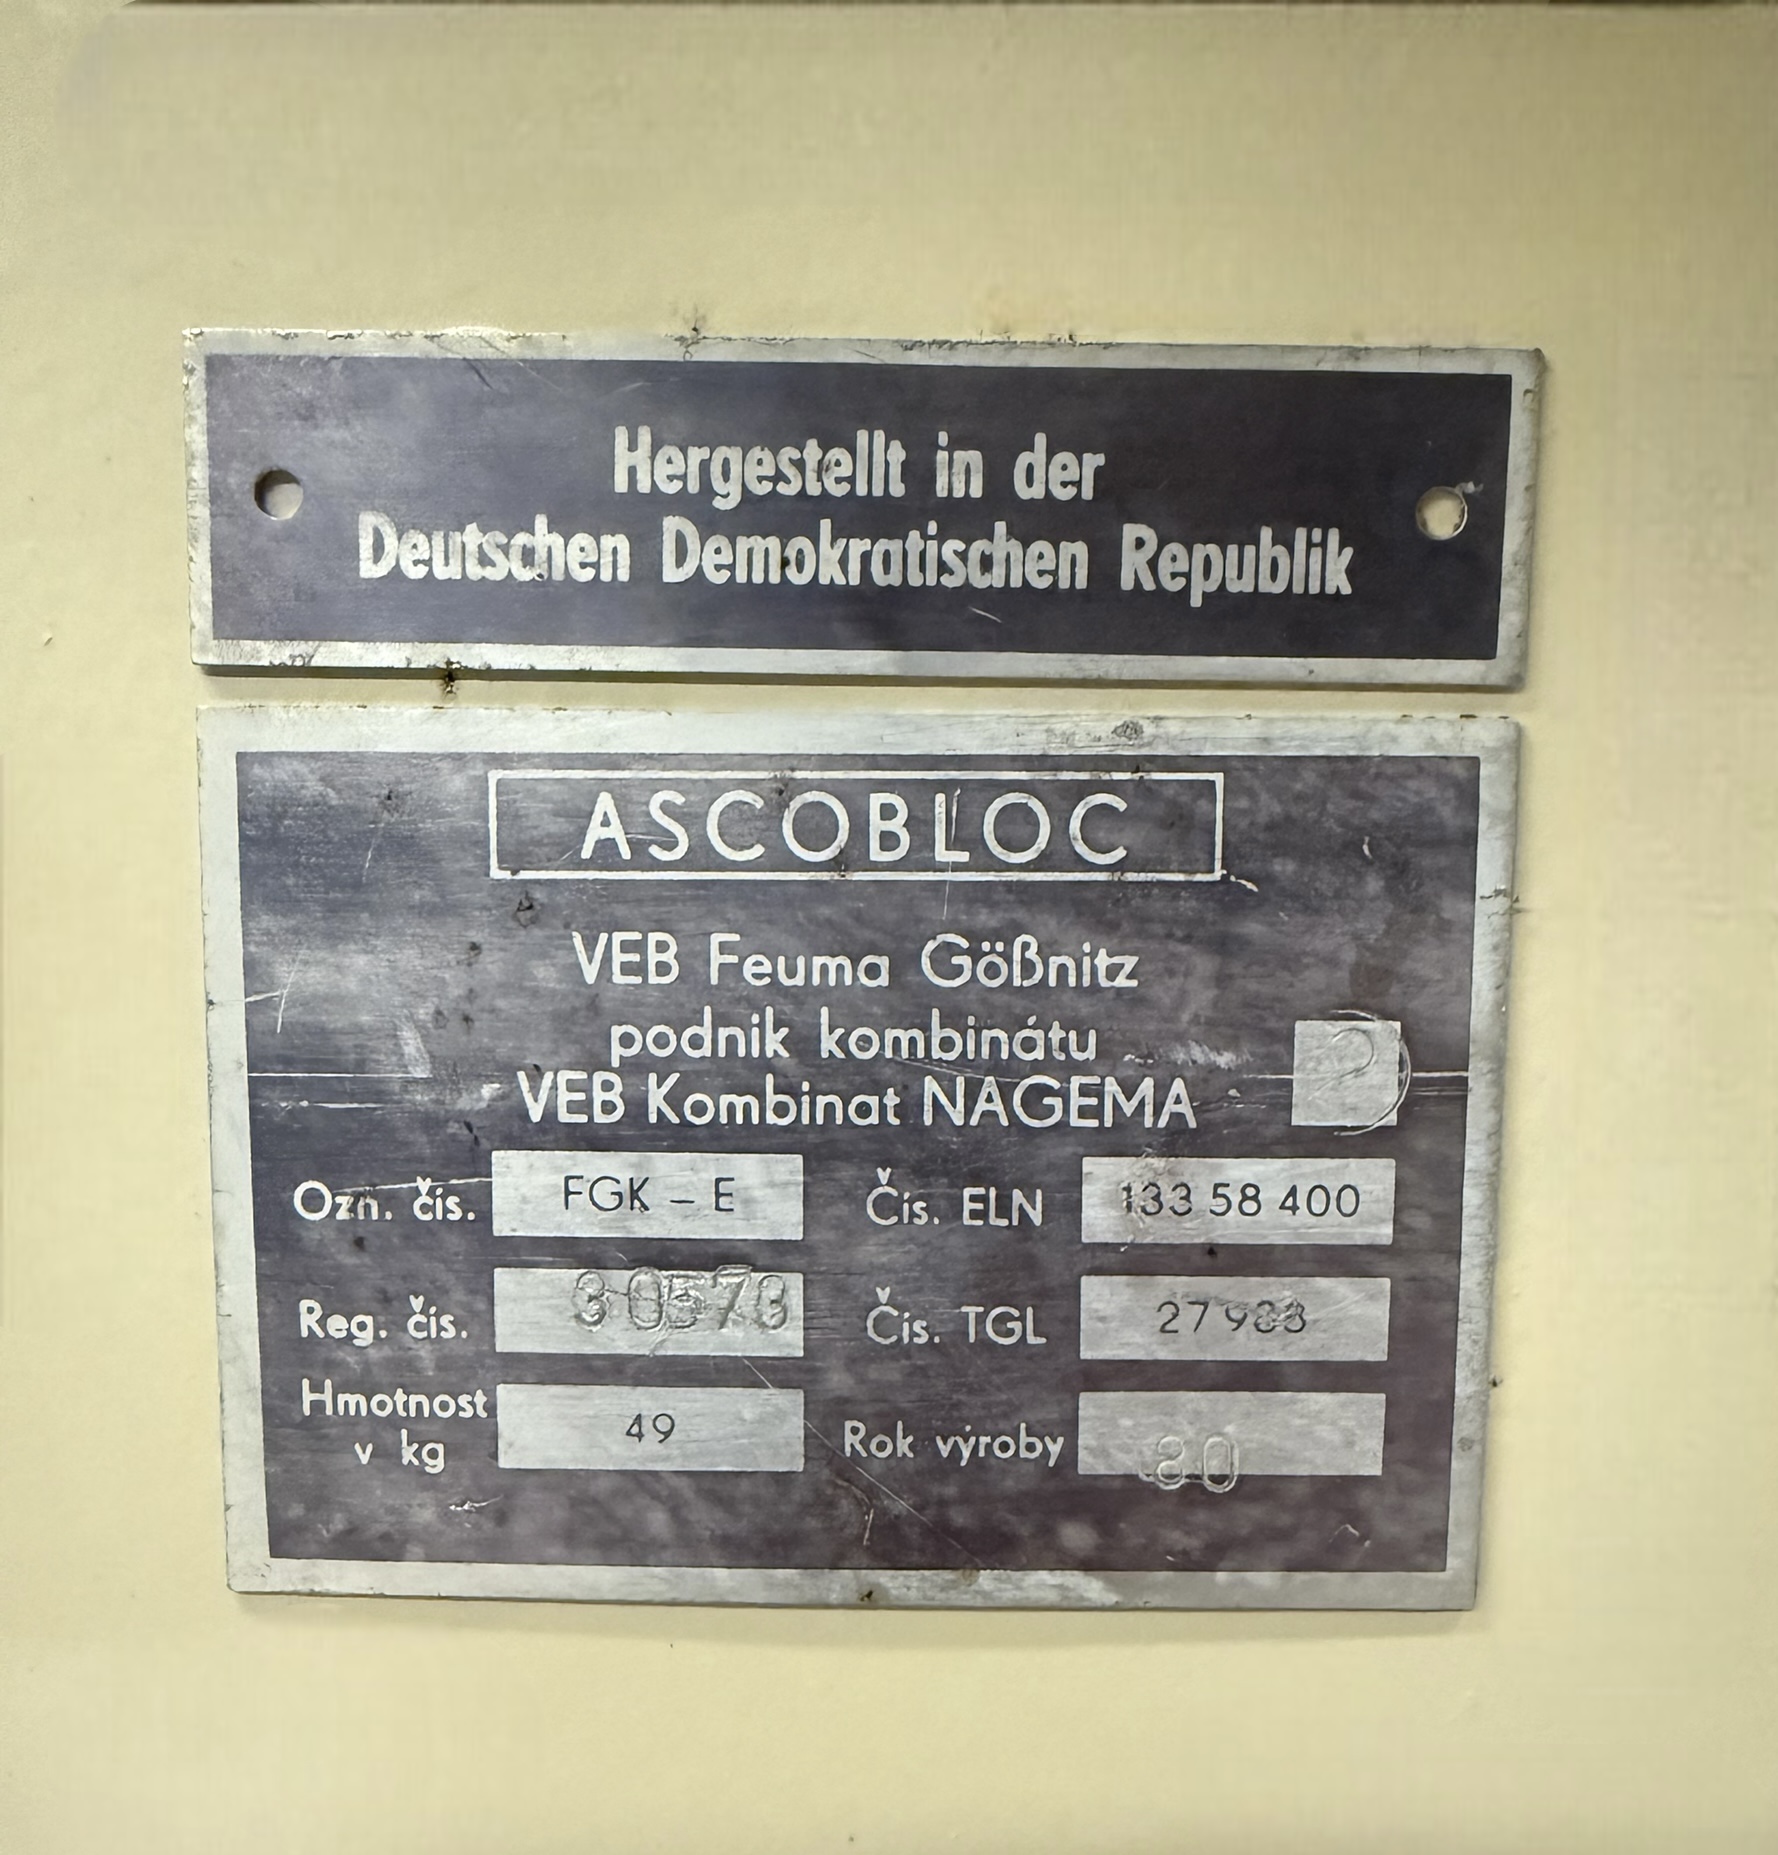 Hergestellt in der
Deutschen Demokratischen Republik
ASCOBLOC
VEB Feuma Gößnitz
podnik kombinátu
VEB Kombinat NAGEMA
2
Ozn. čís. FGK – E Čís. ELN 133 58 400
Reg. čís. Čís. TGL
Hmotnost
v kg 49 Rok výroby 80